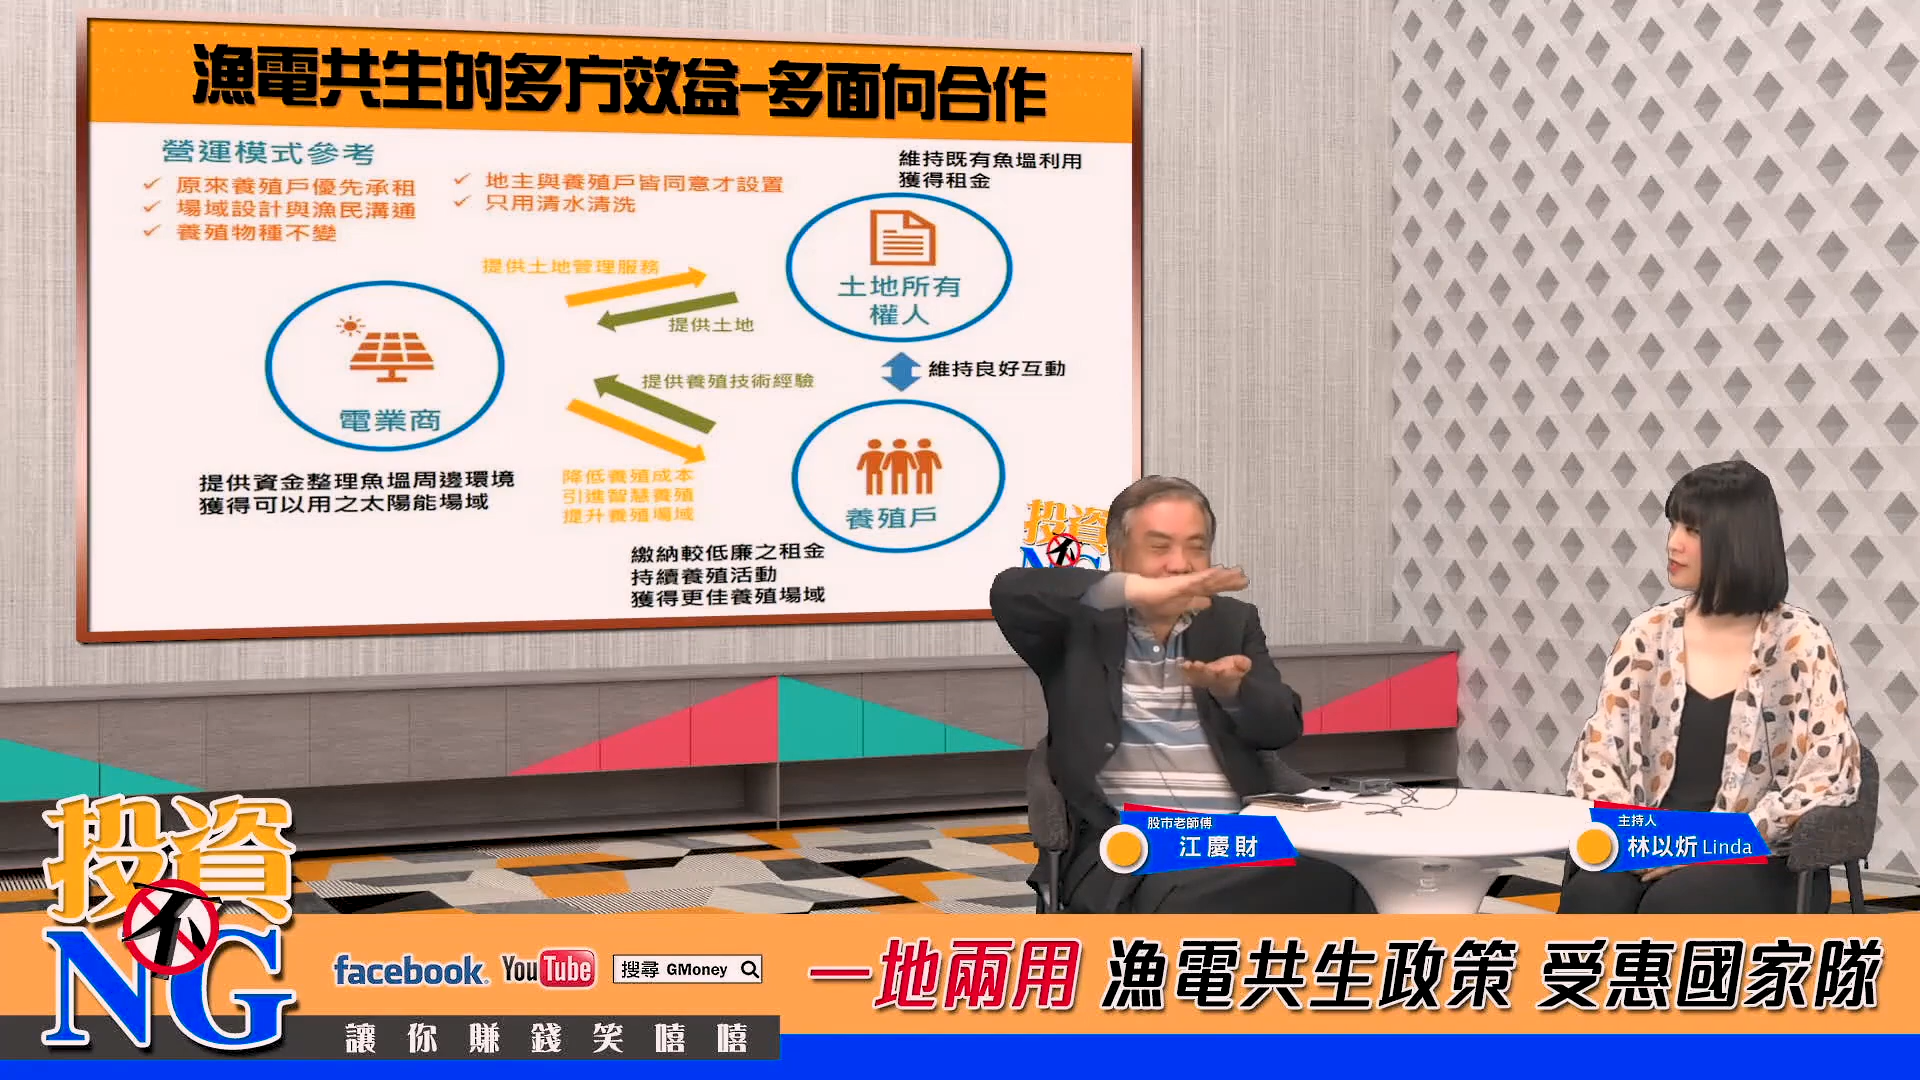 漁電共生的多方效益-多面向合作
營運模式參考
✓ 原來養殖戶優先承租
✓ 場域設計與漁民溝通
✓ 養殖物種不變
✓ 地主與養殖戶皆同意才設置
✓ 只用清水清洗
維持既有魚塭利用
獲得租金
土地所有
權人
提供土地管理服務
提供土地
維持良好互動
提供養殖技術經驗
電業商
提供資金整理魚塭周邊環境
獲得可以用之太陽能場域
降低養殖成本
引進智慧養殖
提升養殖場域
養殖戶
繳納較低廉之租金
持續養殖活動
獲得更佳養殖場域
投資
不
NG
股市老師傅
江慶財
主持人
林以炘 Linda
投資
不
NG
facebook.
YouTube
搜尋 GMoney
一地兩用 漁電共生政策 受惠國家隊
讓你賺錢笑嘻嘻